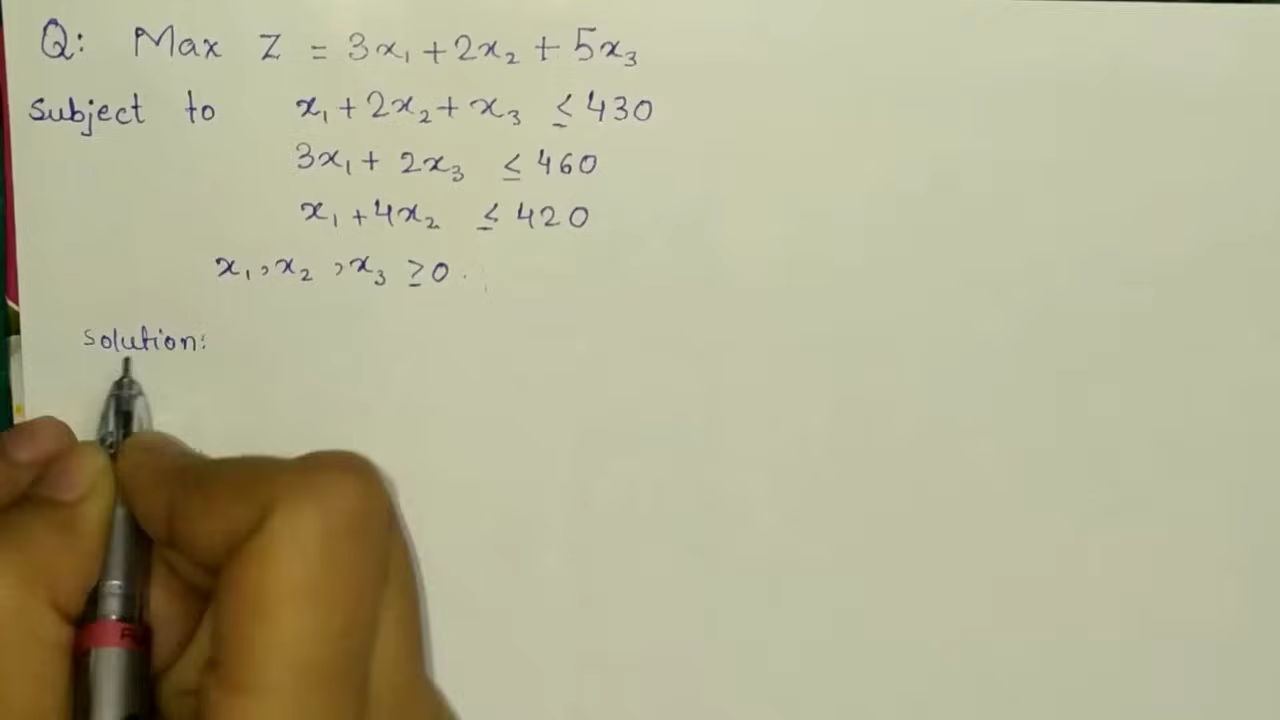 Q: Max Z = 3x₁ + 2x₂ + 5x₃
Subject to x₁ + 2x₂ + x₃ ≤ 430
3x₁ + 2x₃ ≤ 460
x₁ + 4x₂ ≤ 420
x₁, x₂, x₃ ≥ 0.
Solution: